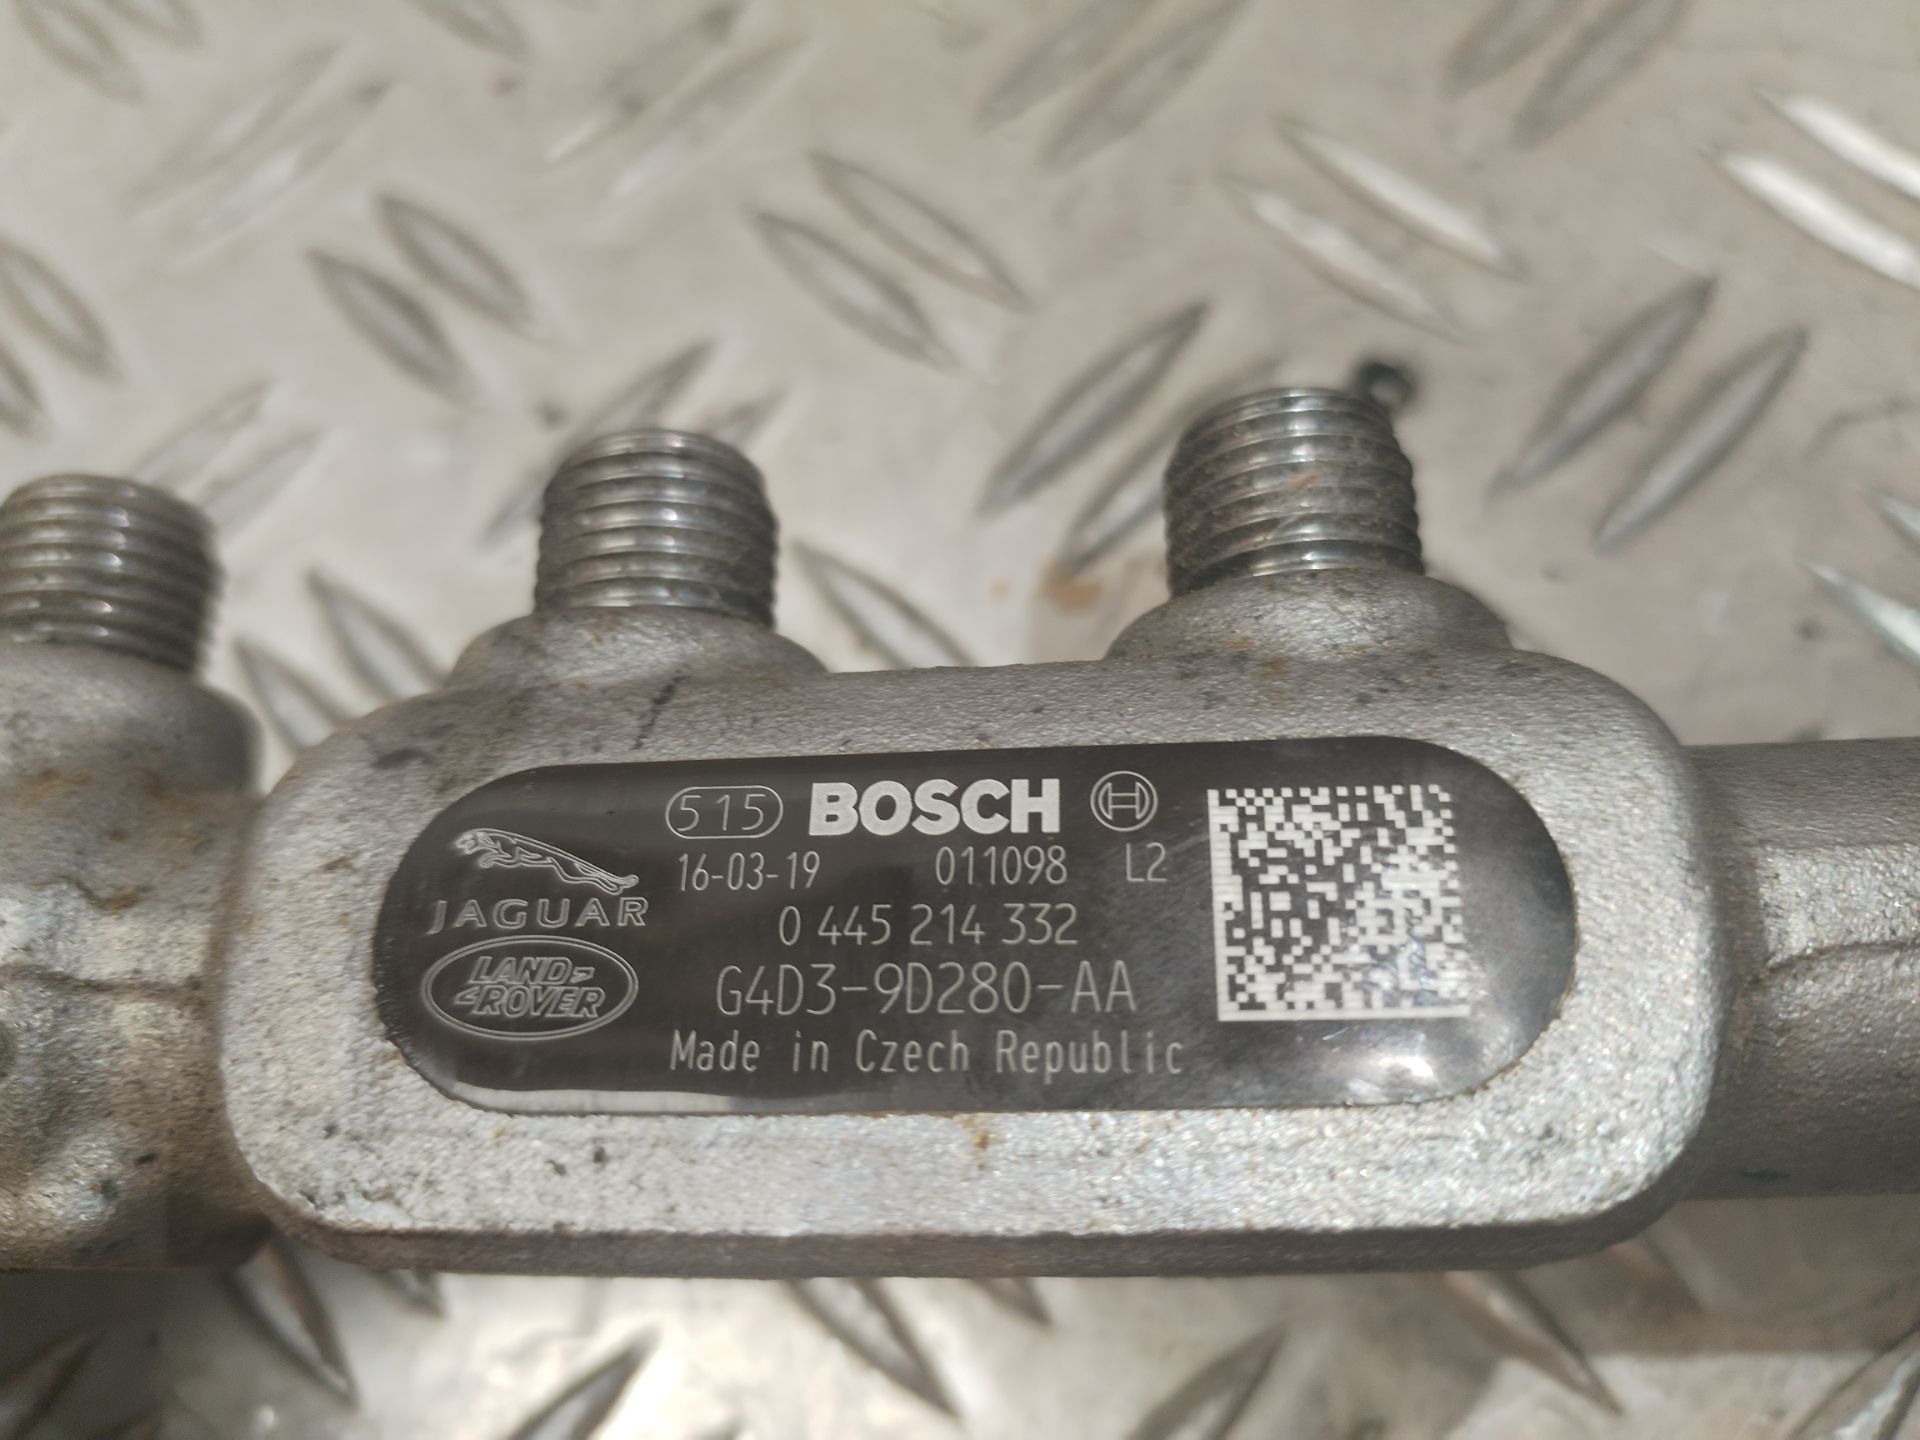 515 BOSCH
16-03-19 011098 L2
JAGUAR
0 445 214 332
LAND-
ROVER
G4D3-9D280-AA
Made in Czech Republic